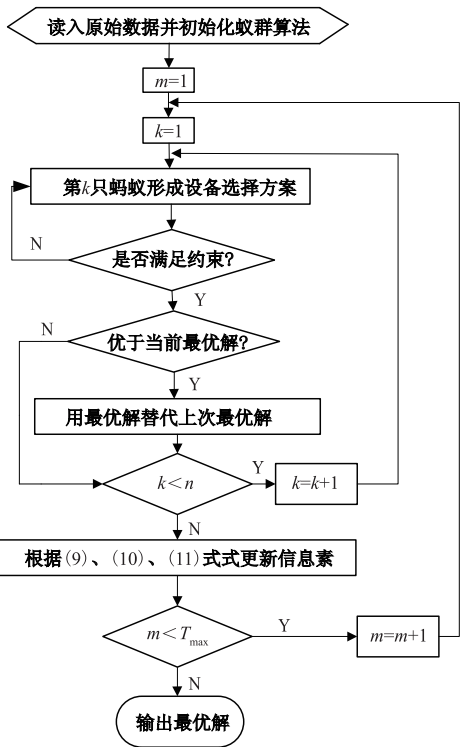 读入原始数据并初始化蚁群算法
m=1
k=1
第k只蚂蚁形成设备选择方案
N
是否满足约束?
Y
N
优于当前最优解?
Y
用最优解替代上次最优解
k<n
Y
k=k+1
N
根据(9)、(10)、(11)式式更新信息素
m<Tmax
Y
m=m+1
N
输出最优解